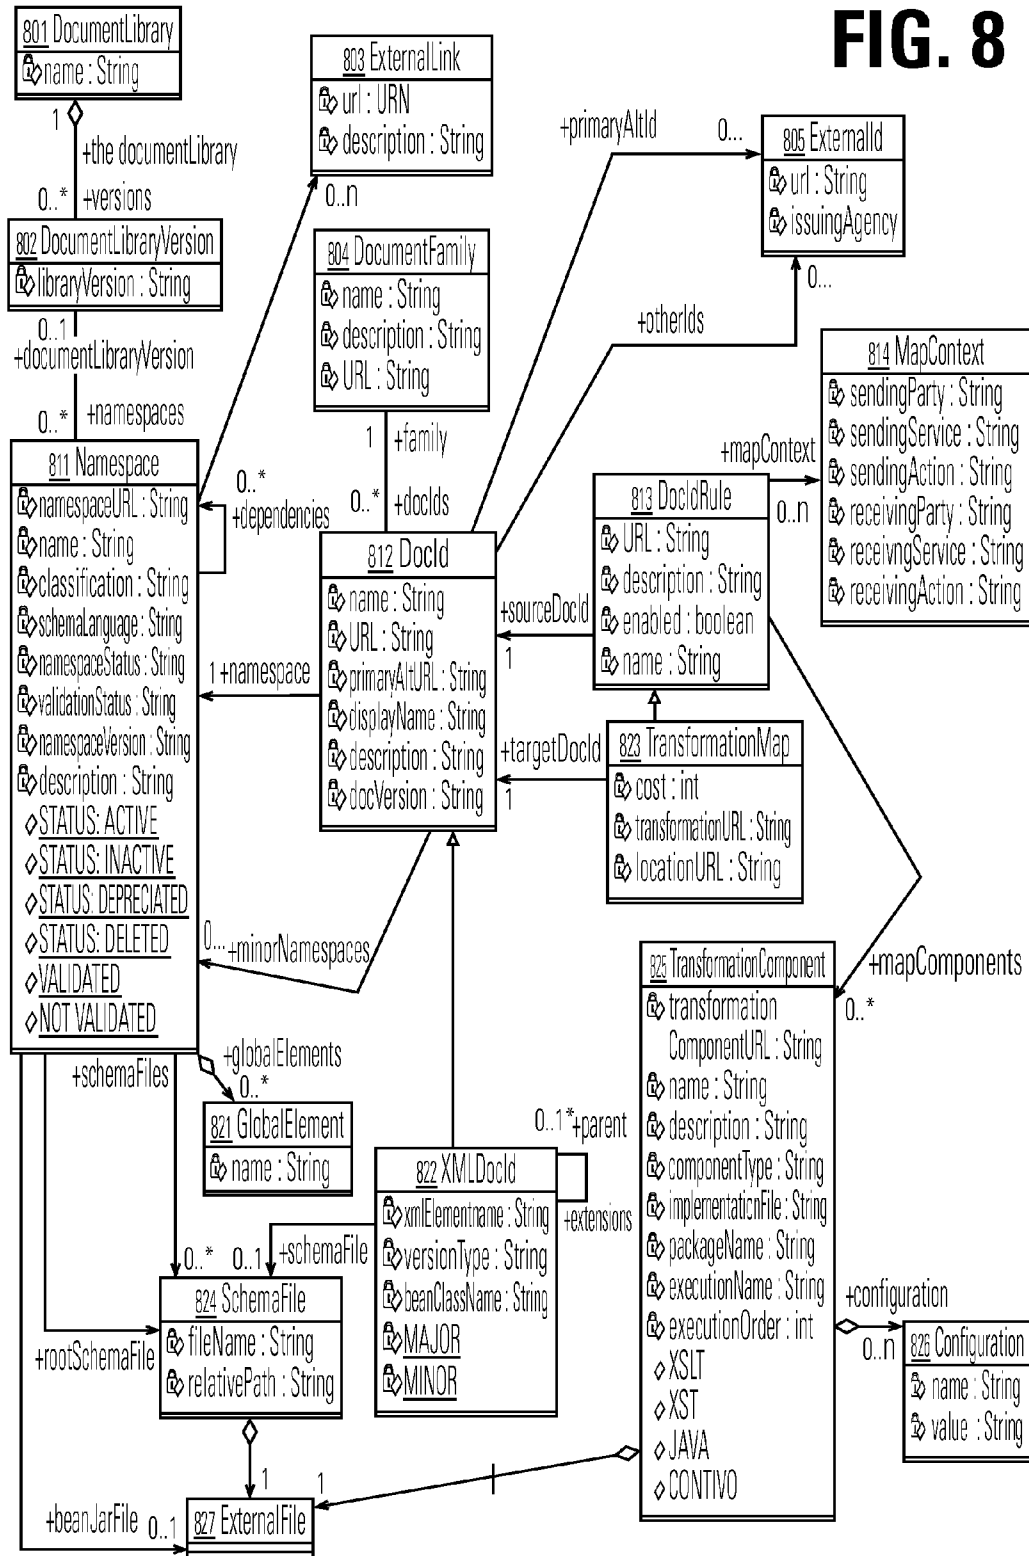 FIG. 8
801 DocumentLibrary
name : String
1
+the documentLibrary
0..* +versions
802 DocumentLibraryVersion
libraryVersion : String
0..1
+documentLibraryVersion
0..* +namespaces
803 ExternalLink
url : URN
description : String
0..n
804 DocumentFamily
name : String
description : String
URL : String
1 +family
0..* +docIds
+primaryAltId 0...
805 ExternalId
url : String
issuingAgency
0...
+otherIds
814 MapContext
sendingParty : String
sendingService : String
sendingAction : String
receivingParty : String
receivngService : String
receivingAction : String
+mapContext
0..n
811 Namespace
namespaceURL : String
name : String
classification : String
schemaLanguage : String
namespaceStatus : String
validationStatus : String
namespaceVersion : String
description : String
STATUS: ACTIVE
STATUS: INACTIVE
STATUS: DEPRECIATED
STATUS: DELETED
VALIDATED
NOT VALIDATED
0..*
+dependencies
1 +namespace
0... +minorNamespaces
812 DocId
name : String
URL : String
primaryAltURL : String
displayName : String
description : String
docVersion : String
813 DocIdRule
URL : String
description : String
enabled : boolean
name : String
+sourceDocId
1
+targetDocId
1
823 TransformationMap
cost : int
transformationURL : String
locationURL : String
+mapComponents
0..*
825 TransformationComponent
transformation
ComponentURL : String
name : String
description : String
componentType : String
implementationFile : String
packageName : String
executionName : String
executionOrder : int
XSLT
XST
JAVA
CONTIVO
+configuration
0..n
826 Configuration
name : String
value : String
+schemaFiles
+globalElements
0..*
821 GlobalElement
name : String
0..1 * +parent
+extensions
822 XMLDocId
xmlElementname : String
versionType : String
beanClassName : String
MAJOR
MINOR
0..* 0..1 +schemaFile
824 SchemaFile
fileName : String
relativePath : String
+rootSchemaFile
1
1
+beanJarFile 0..1
827 ExternalFile